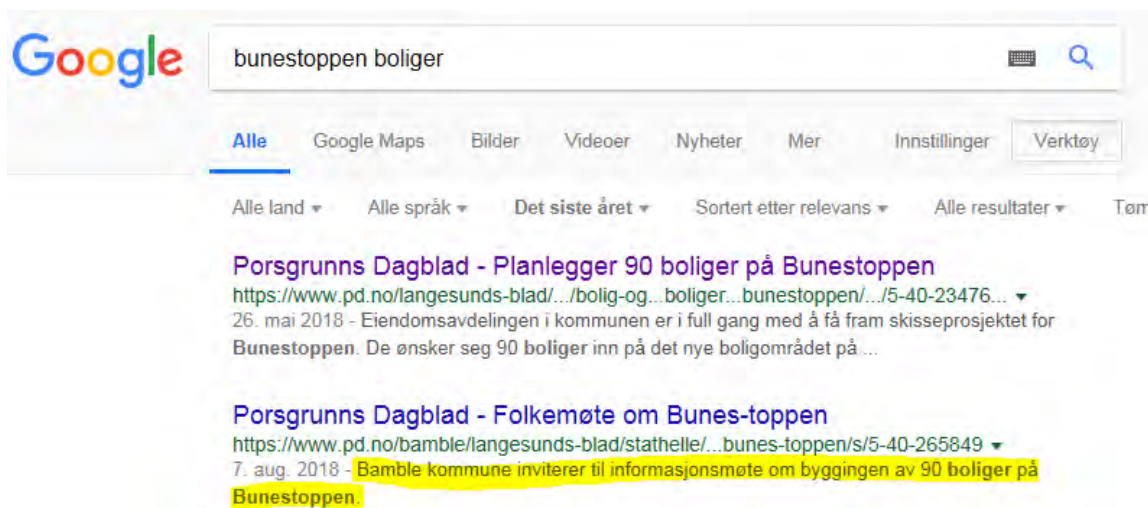 Google bunestoppen boliger
Alle Google Maps Bilder Videoer Nyheter Mer Innstillinger Verktøy
Alle land Alle språk Det siste året Sortert etter relevans Alle resultater Tøm
Porsgrunns Dagblad - Planlegger 90 boliger på Bunestoppen
https://www.pd.no/langesunds-blad/.../bolig-og...boliger...bunestoppen/.../5-40-23476...
26. mai 2018 - Eiendomsavdelingen i kommunen er i full gang med å få fram skisseprosjektet for
Bunestoppen. De ønsker seg 90 boliger inn på det nye boligområdet på ...
Porsgrunns Dagblad - Folkemøte om Bunes-toppen
https://www.pd.no/bamble/langesunds-blad/stathelle/...bunes-toppen/s/5-40-265849
7. aug. 2018 - Bamble kommune inviterer til informasjonsmøte om byggingen av 90 boliger på
Bunestoppen.